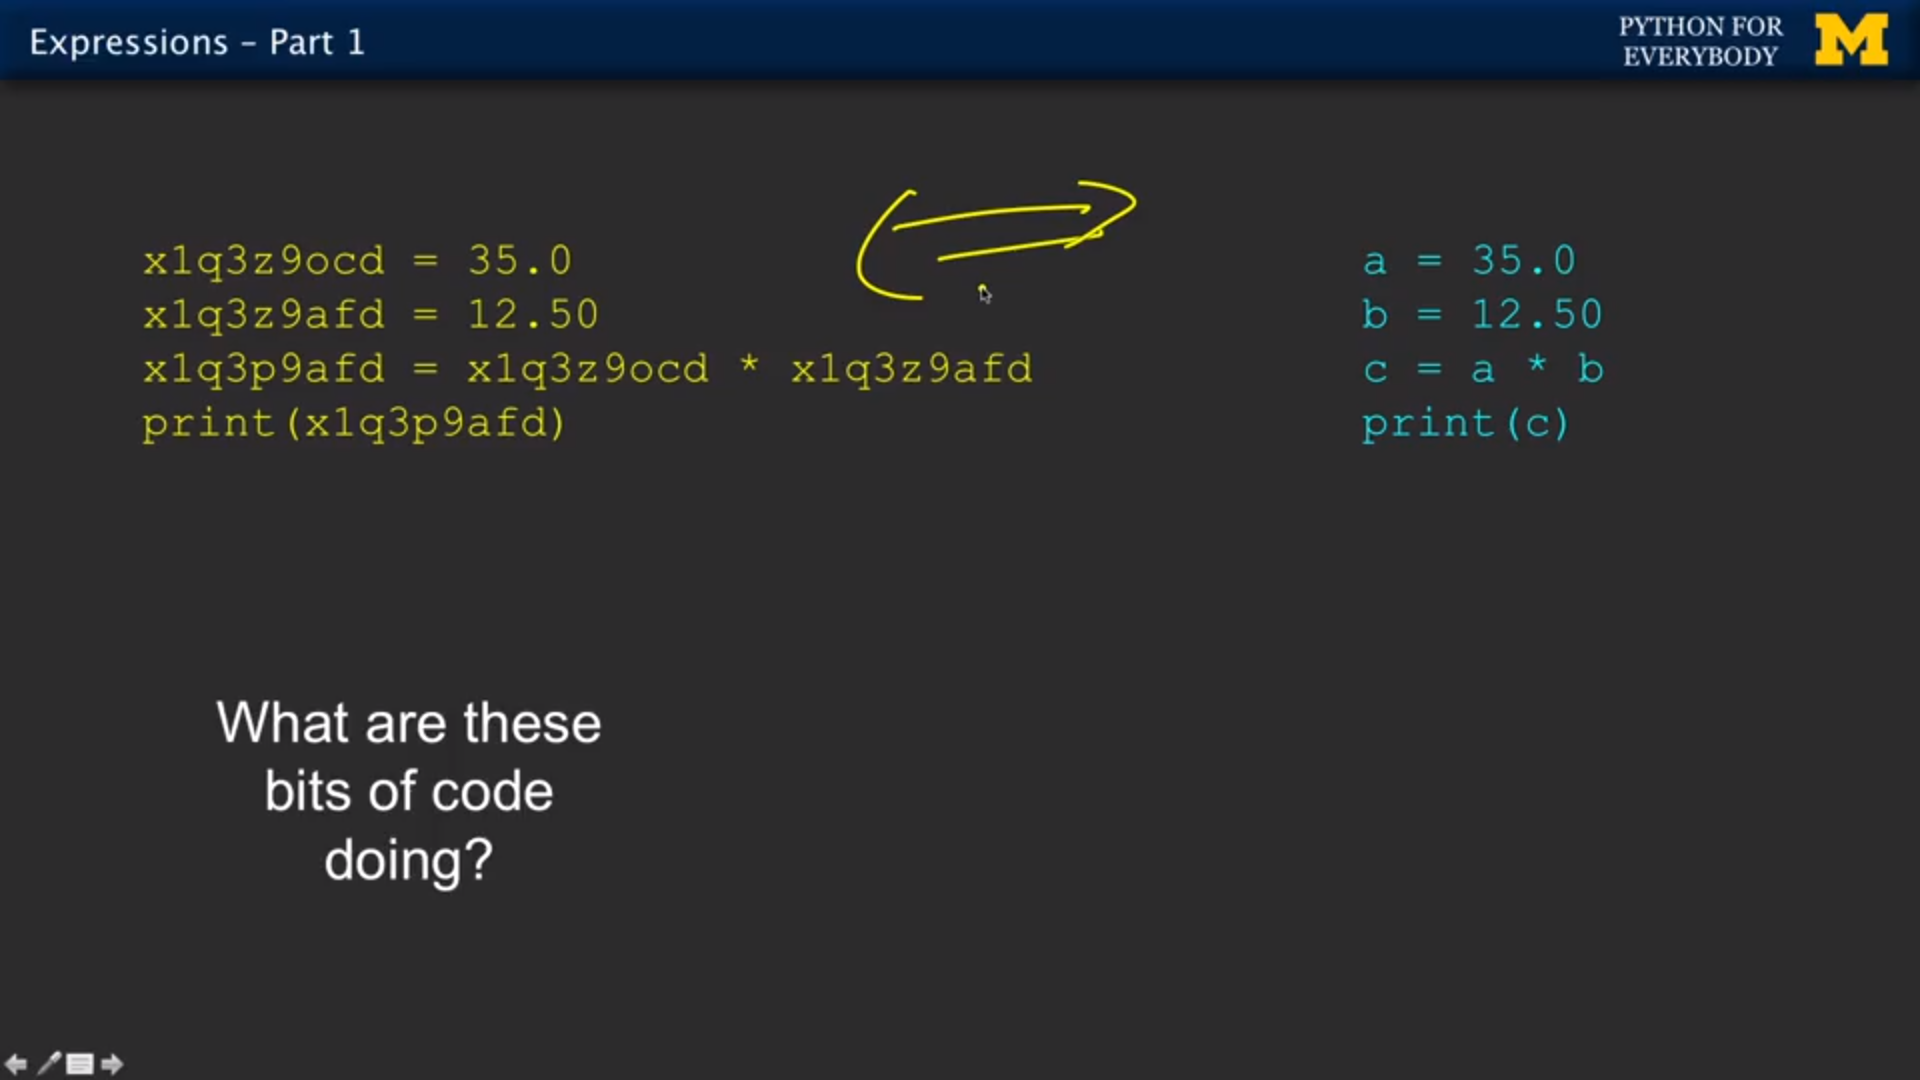 Expressions – Part 1
PYTHON FOR
EVERYBODY
M
x1q3z9ocd = 35.0
x1q3z9afd = 12.50
x1q3p9afd = x1q3z9ocd * x1q3z9afd
print(x1q3p9afd)
a = 35.0
b = 12.50
c = a * b
print(c)
What are these
bits of code
doing?